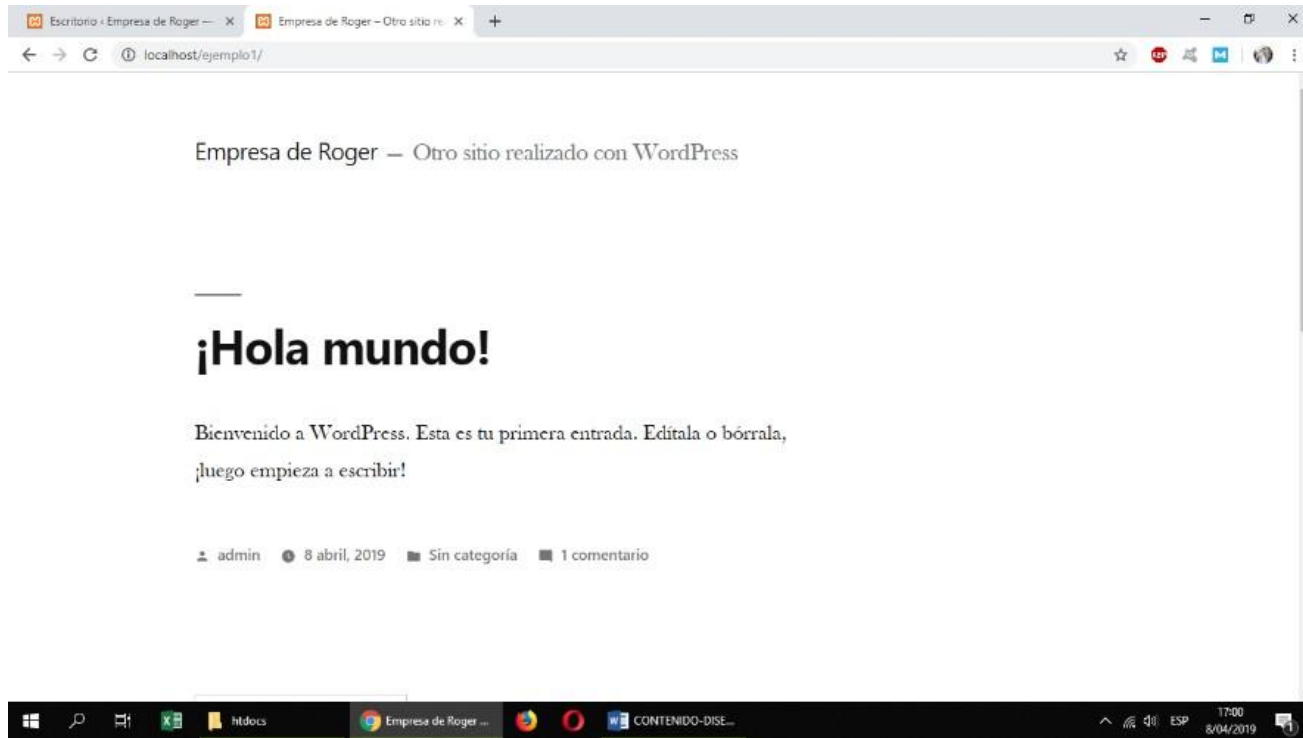 Escritorio ‹ Empresa de Roger —
Empresa de Roger – Otro sitio re
localhost/ejemplo1/
Empresa de Roger — Otro sitio realizado con WordPress
¡Hola mundo!
Bienvenido a WordPress. Esta es tu primera entrada. Edítala o bórrala,
¡luego empieza a escribir!
admin 8 abril, 2019 Sin categoría 1 comentario
htdocs Empresa de Roger ... CONTENIDO-DISE... ESP 17:00
8/04/2019